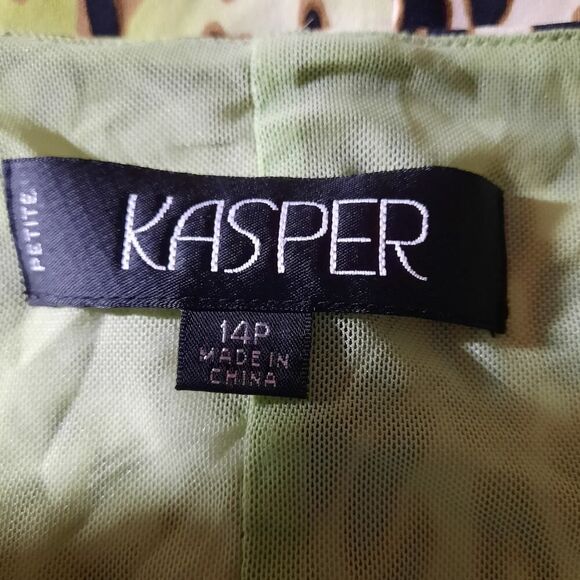 PETITE
KASPER
14P
MADE IN
CHINA